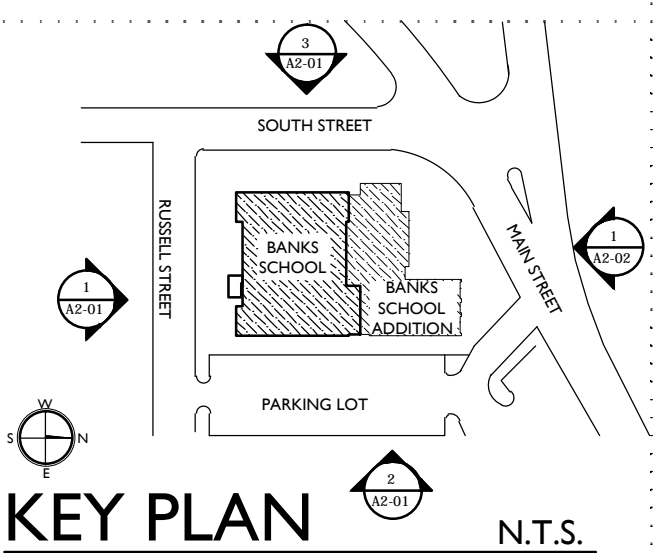 3
A2-01
SOUTH STREET
RUSSELL STREET
BANKS
SCHOOL
MAIN STREET
1
A2-02
1
A2-01
BANKS
SCHOOL
ADDITION
PARKING LOT
W
S
N
E
2
A2-01
KEY PLAN
N.T.S.